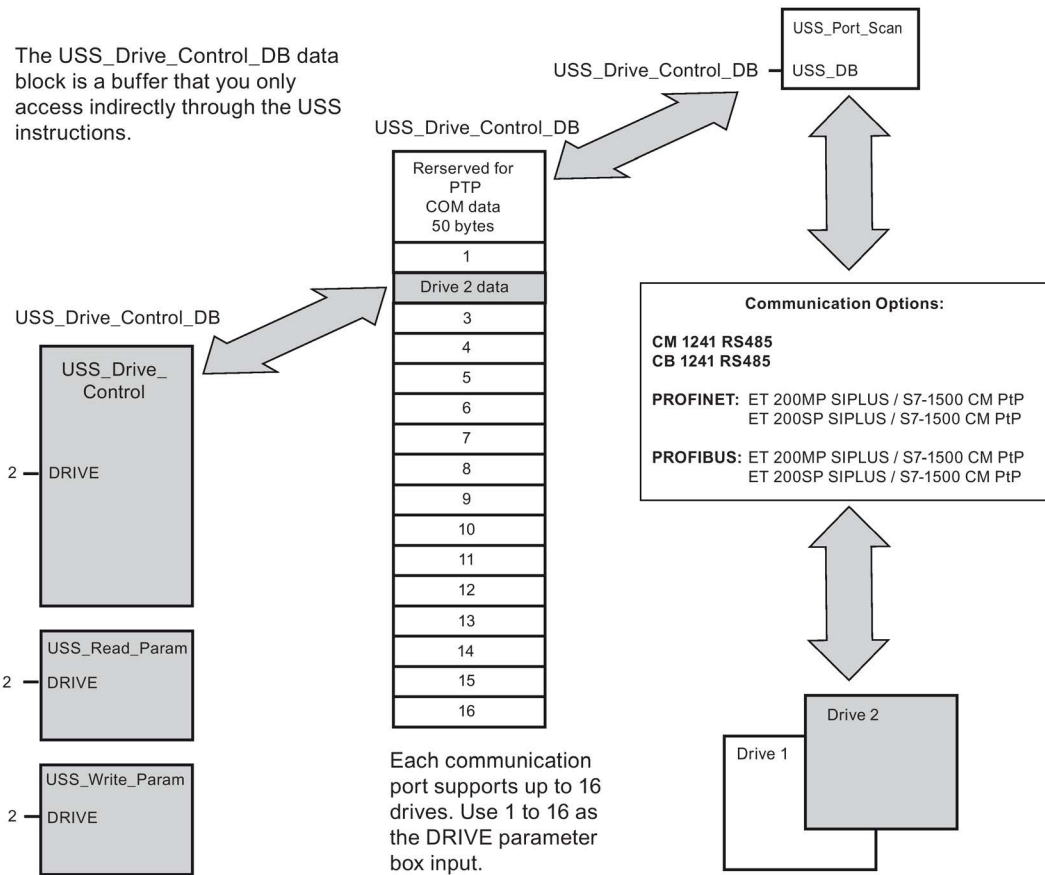 The USS_Drive_Control_DB data
block is a buffer that you only
access indirectly through the USS
instructions.
USS_Port_Scan
USS_Drive_Control_DB
USS_DB
USS_Drive_Control_DB
Rerserved for
PTP
COM data
50 bytes
1
Drive 2 data
3
4
5
6
7
8
9
10
11
12
13
14
15
16
Each communication
port supports up to 16
drives. Use 1 to 16 as
the DRIVE parameter
box input.
USS_Drive_Control_DB
USS_Drive_
Control
2 DRIVE
USS_Read_Param
2 DRIVE
USS_Write_Param
2 DRIVE
Communication Options:
CM 1241 RS485
CB 1241 RS485
PROFINET: ET 200MP SIPLUS / S7-1500 CM PtP
ET 200SP SIPLUS / S7-1500 CM PtP
PROFIBUS: ET 200MP SIPLUS / S7-1500 CM PtP
ET 200SP SIPLUS / S7-1500 CM PtP
Drive 2
Drive 1